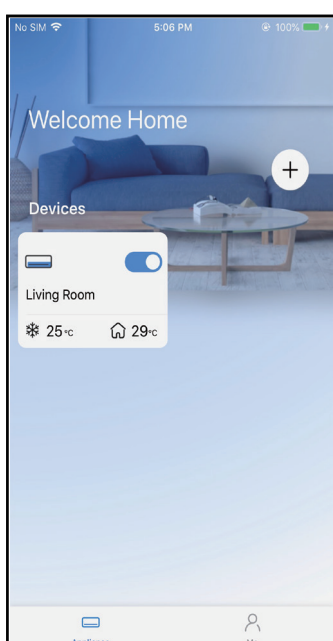 No SIM 5:06 PM 100%
Welcome Home
+
Devices
Living Room
25°C 29°C